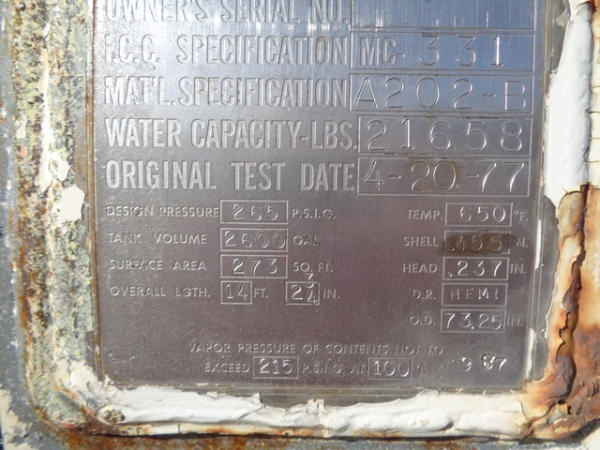 OWNER'S SERIAL NO.
I.C.C. SPECIFICATION MC-331
MAT'L. SPECIFICATION A202-B
WATER CAPACITY-LBS. 21658
ORIGINAL TEST DATE 4-20-77
DESIGN PRESSURE 265 P.S.I.G. TEMP. 650 °F.
TANK VOLUME 2600 GAL. SHELL .455 IN.
SURFACE AREA 273 SQ. FT. HEAD .237 IN.
OVERALL LGTH. 14 FT. IN. D.R. HEMI
O.D. 73.25 IN.
VAPOR PRESSURE OF CONTENTS NOT TO
EXCEED 215 P.S.I.G. AT 100 °F.